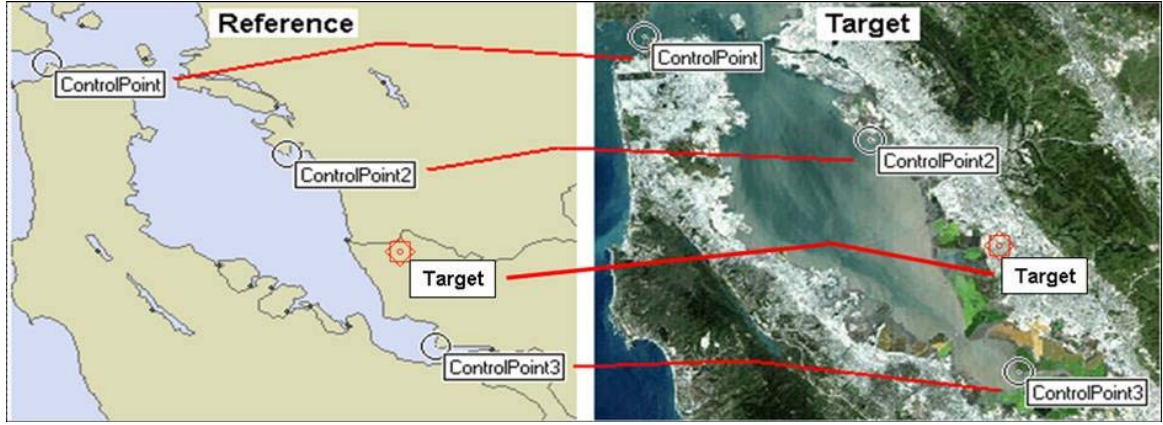 Reference
ControlPoint
ControlPoint2
Target
ControlPoint3
Target
ControlPoint
ControlPoint2
Target
ControlPoint3